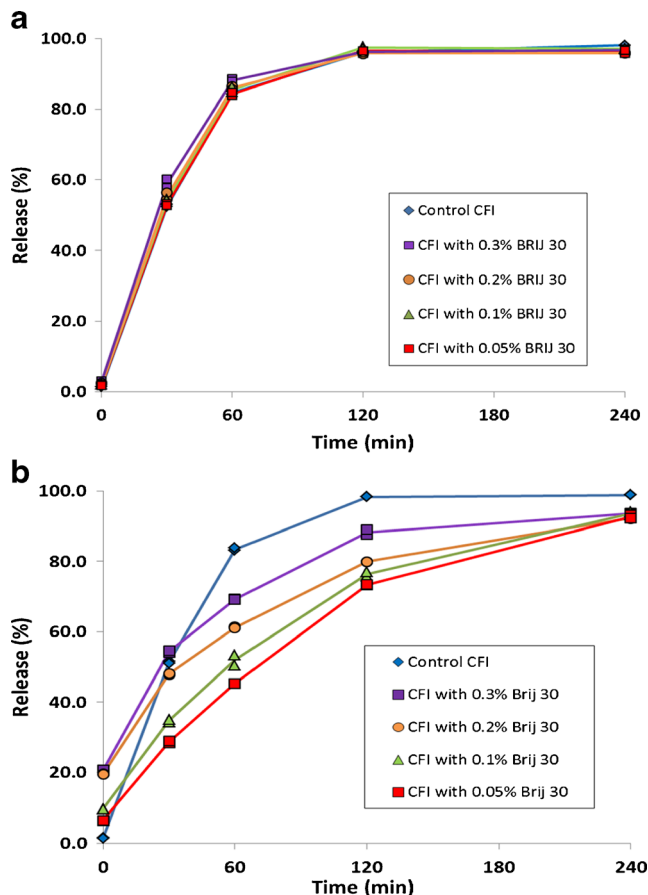 a
100.0
80.0
60.0
40.0
20.0
0.0
Release (%)
Control CFI
CFI with 0.3% BRIJ 30
CFI with 0.2% BRIJ 30
CFI with 0.1% BRIJ 30
CFI with 0.05% BRIJ 30
0 60 120 180 240
Time (min)
b
100.0
80.0
60.0
40.0
20.0
0.0
Release (%)
Control CFI
CFI with 0.3% Brij 30
CFI with 0.2% Brij 30
CFI with 0.1% Brij 30
CFI with 0.05% Brij 30
0 60 120 180 240
Time (min)